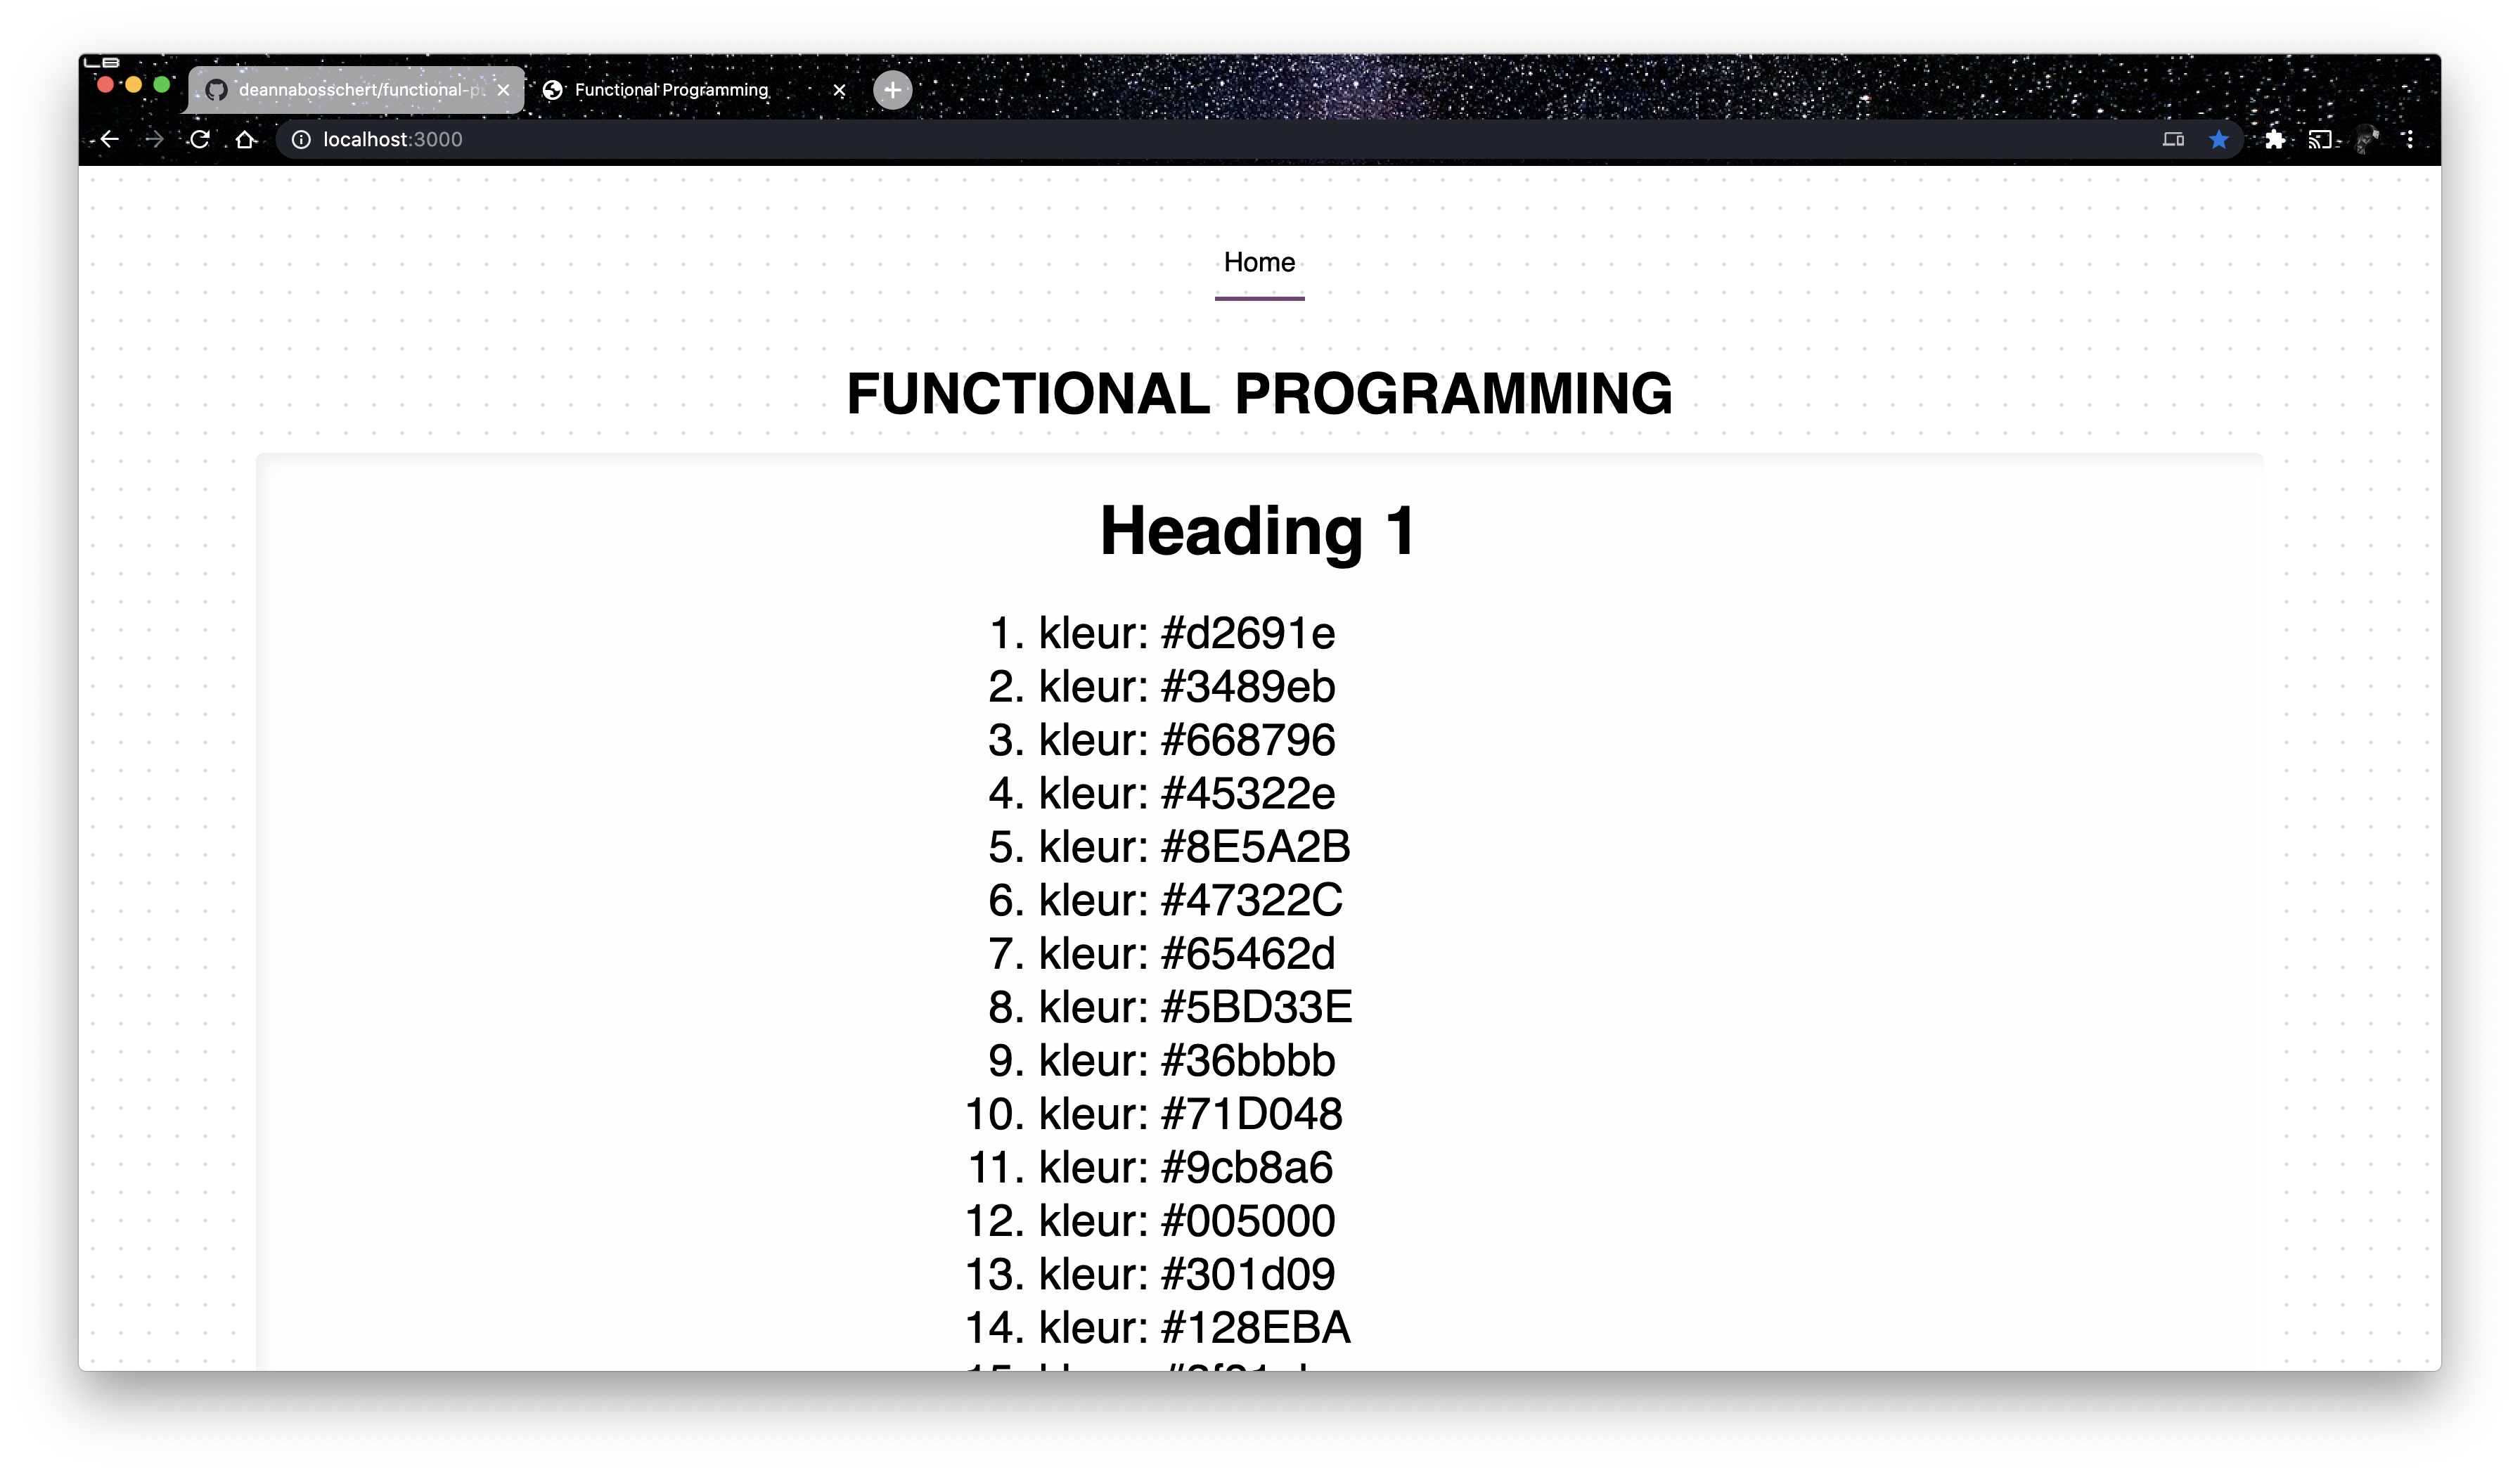 deannabosschert/functional-p
Functional Programming
localhost:3000
Home
FUNCTIONAL PROGRAMMING
Heading 1
1. kleur: #d2691e
2. kleur: #3489eb
3. kleur: #668796
4. kleur: #45322e
5. kleur: #8E5A2B
6. kleur: #47322C
7. kleur: #65462d
8. kleur: #5BD33E
9. kleur: #36bbbb
10. kleur: #71D048
11. kleur: #9cb8a6
12. kleur: #005000
13. kleur: #301d09
14. kleur: #128EBA